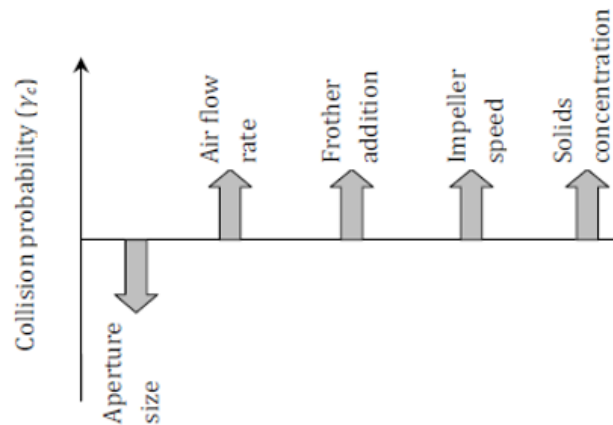 Collision probability (γc)
Aperture
size
Air flow
rate
Frother
addition
Impeller
speed
Solids
concentration